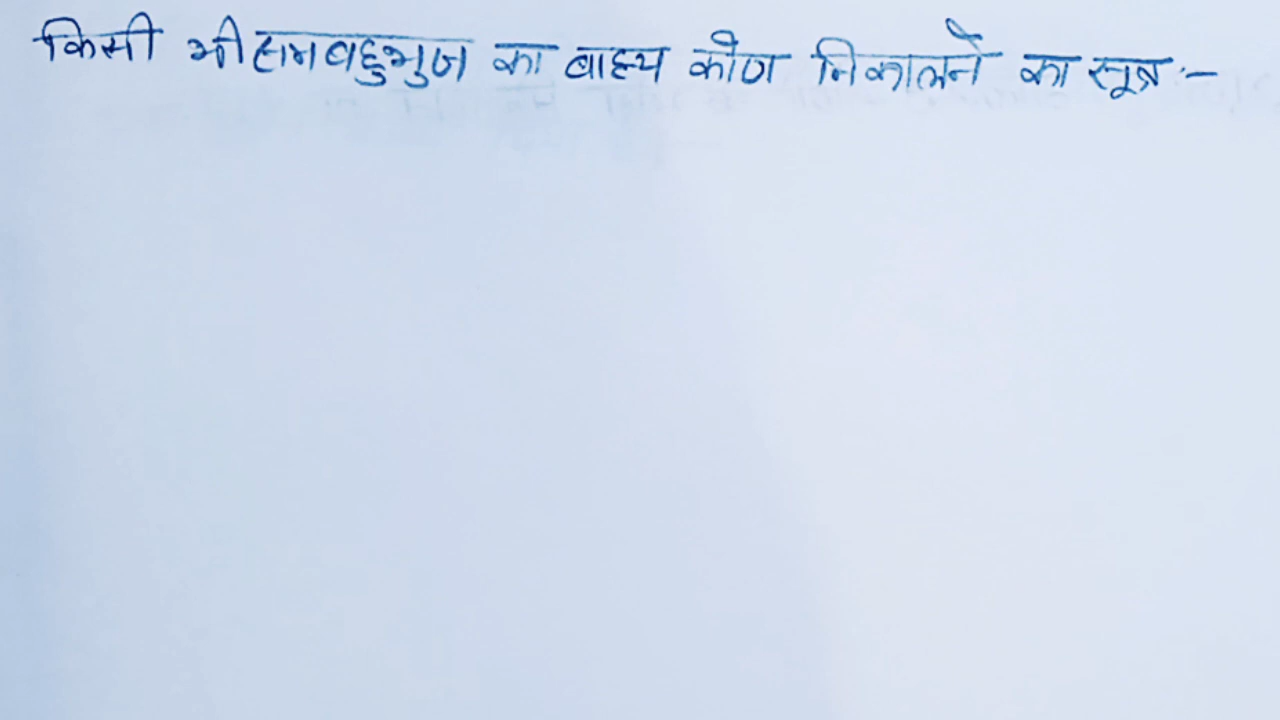 किसी भी समबहुभुज का बाह्य कोण निकालने का सूत्र :-